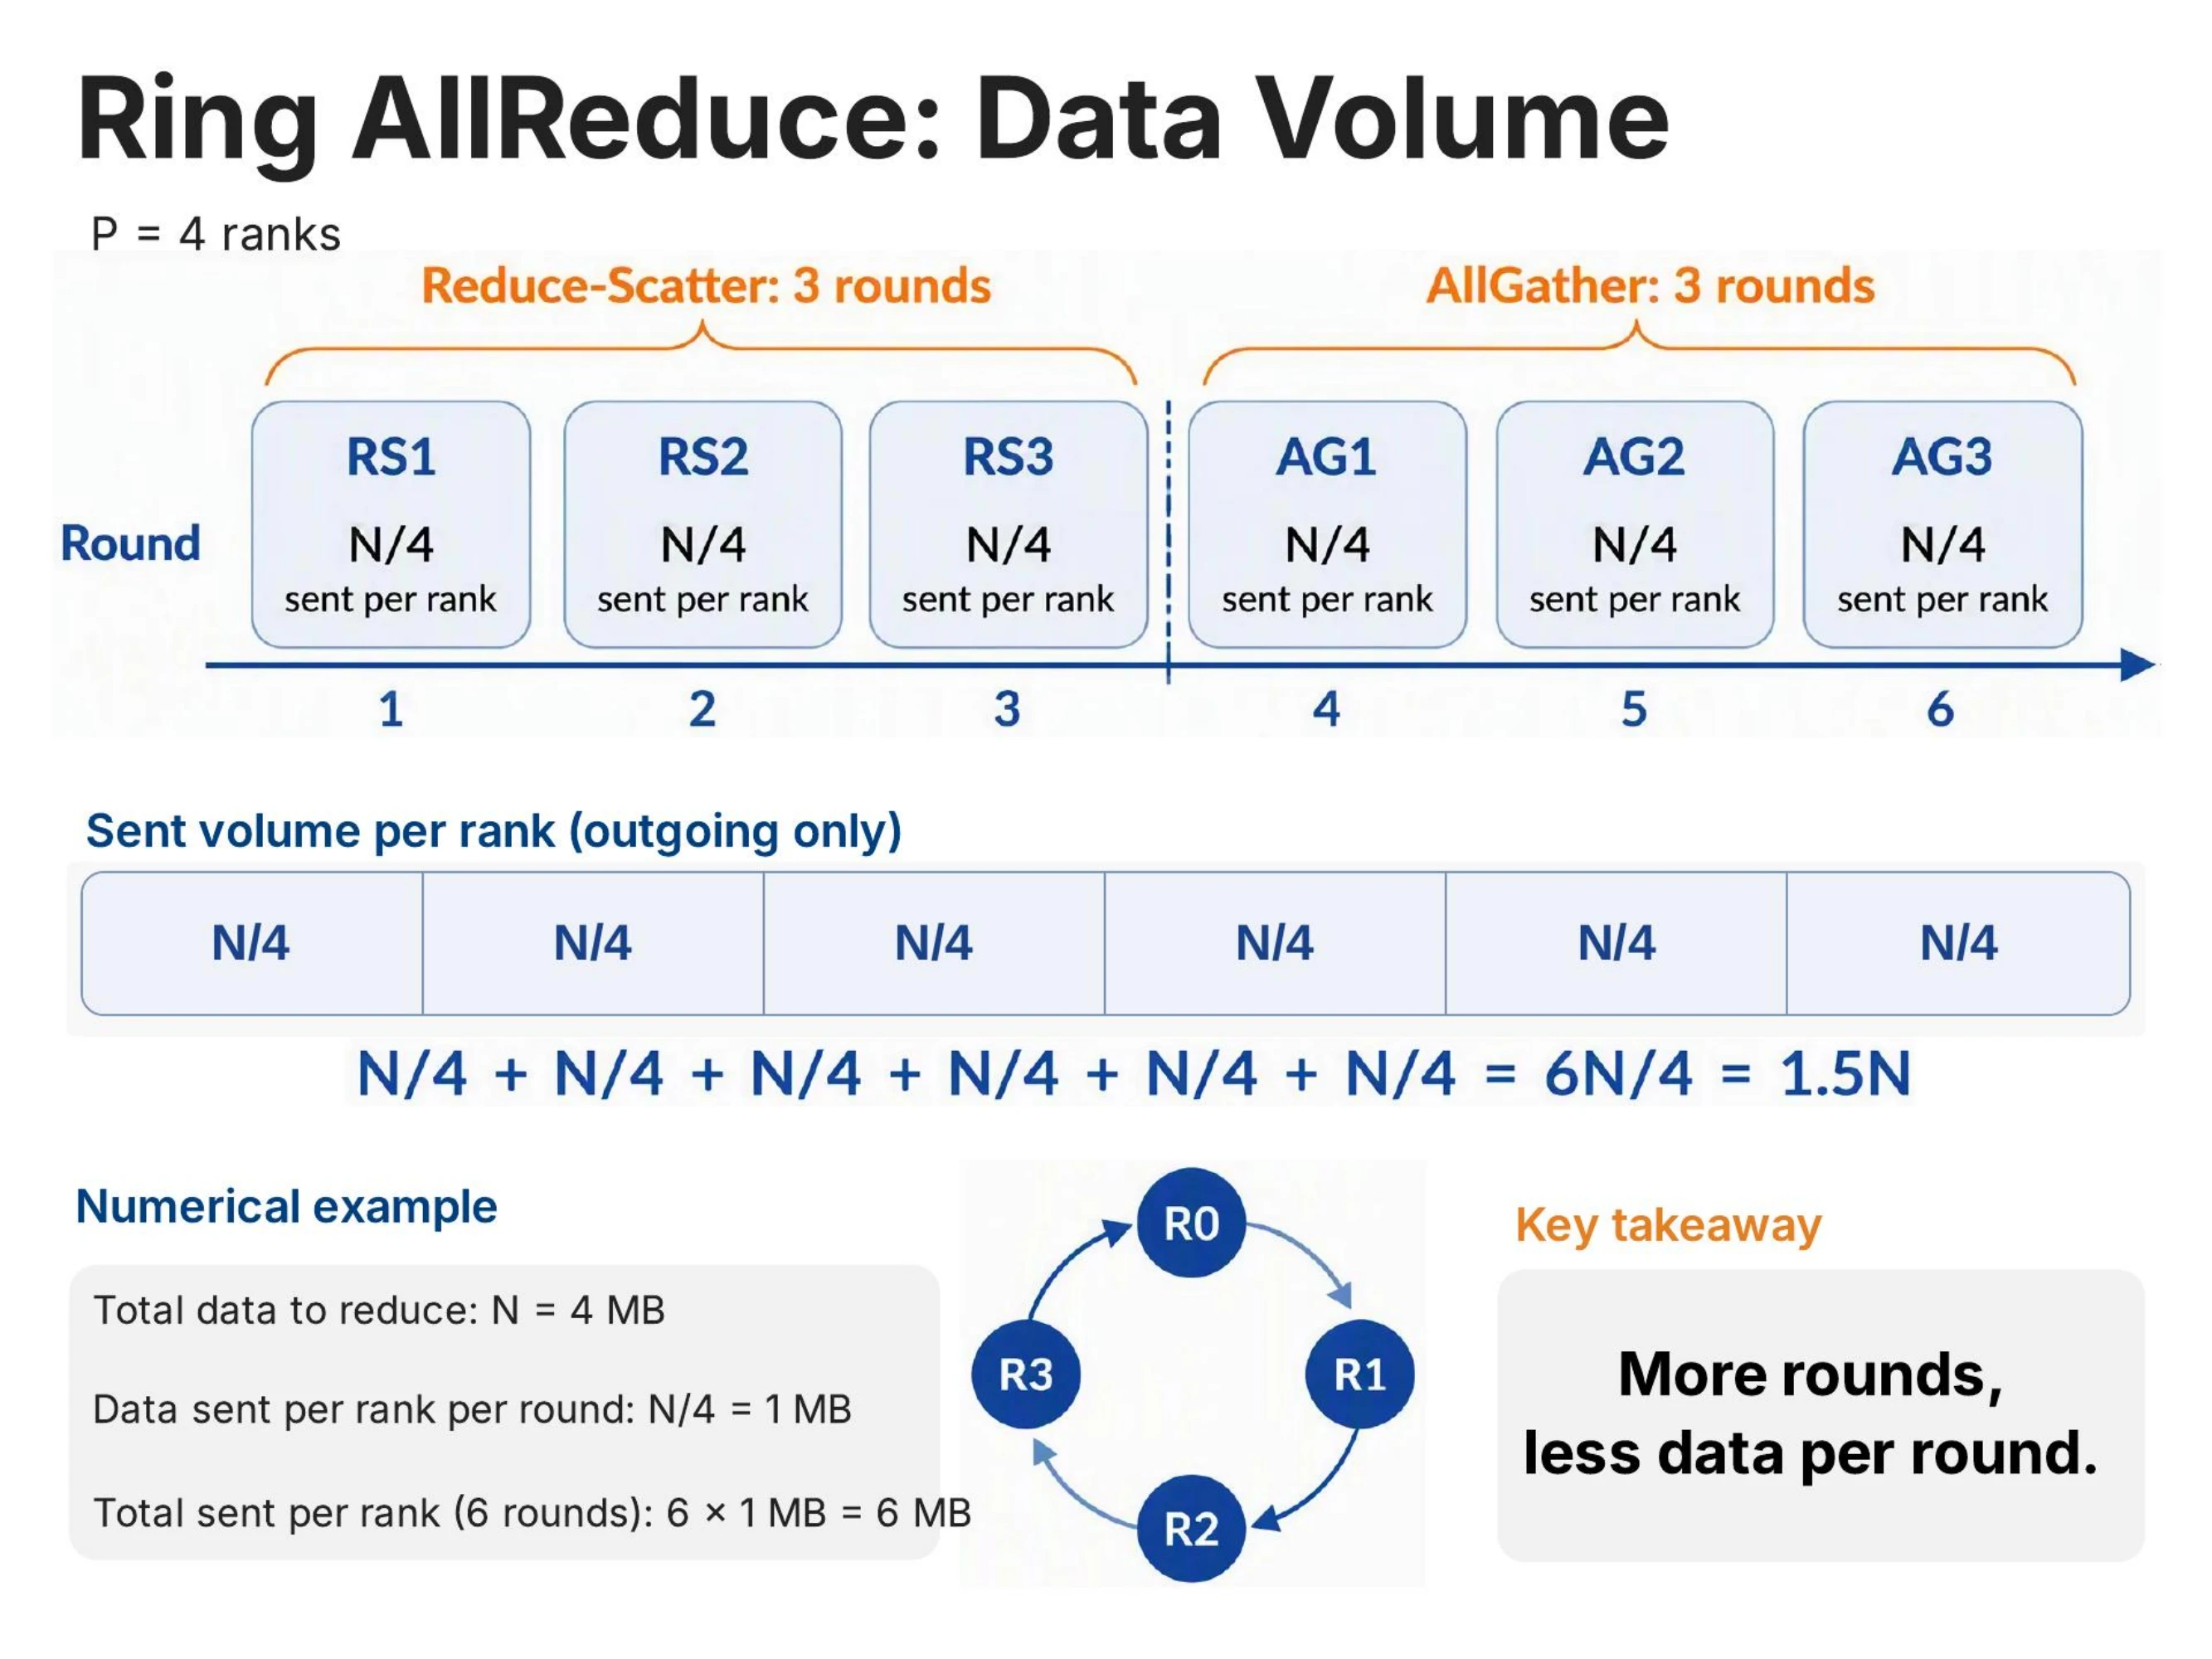 Ring AllReduce: Data Volume
P = 4 ranks
Reduce-Scatter: 3 rounds
AllGather: 3 rounds
Round
RS1
N/4
sent per rank
RS2
N/4
sent per rank
RS3
N/4
sent per rank
AG1
N/4
sent per rank
AG2
N/4
sent per rank
AG3
N/4
sent per rank
1 2 3 4 5 6
Sent volume per rank (outgoing only)
N/4 N/4 N/4 N/4 N/4 N/4
N/4 + N/4 + N/4 + N/4 + N/4 + N/4 = 6N/4 = 1.5N
Numerical example
Total data to reduce: N = 4 MB
Data sent per rank per round: N/4 = 1 MB
Total sent per rank (6 rounds): 6 × 1 MB = 6 MB
R0
R3
R1
R2
Key takeaway
More rounds,
less data per round.